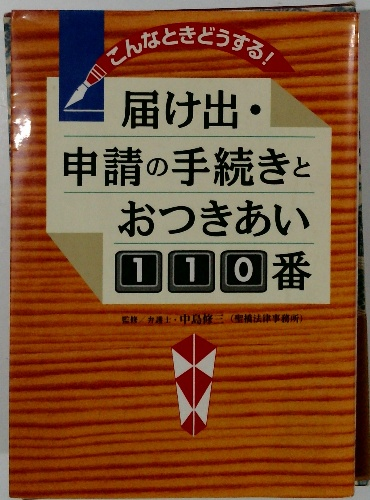 こんなときどうする!
届け出・
申請の手続きと
おつきあい
110番
監修/弁護士・中島修三(聖橋法律事務所)